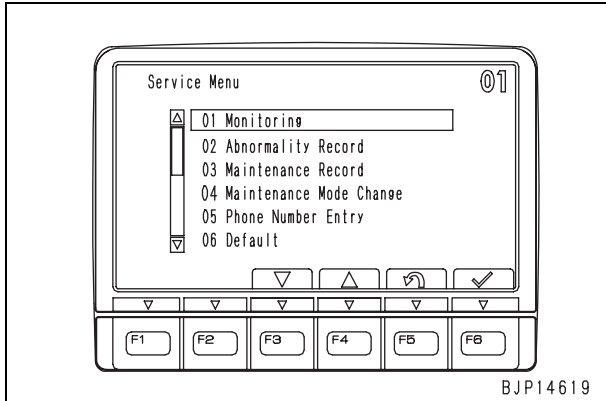 Service Menu 01
01 Monitoring
02 Abnormality Record
03 Maintenance Record
04 Maintenance Mode Change
05 Phone Number Entry
06 Default
F1 F2 F3 F4 F5 F6
BJP14619